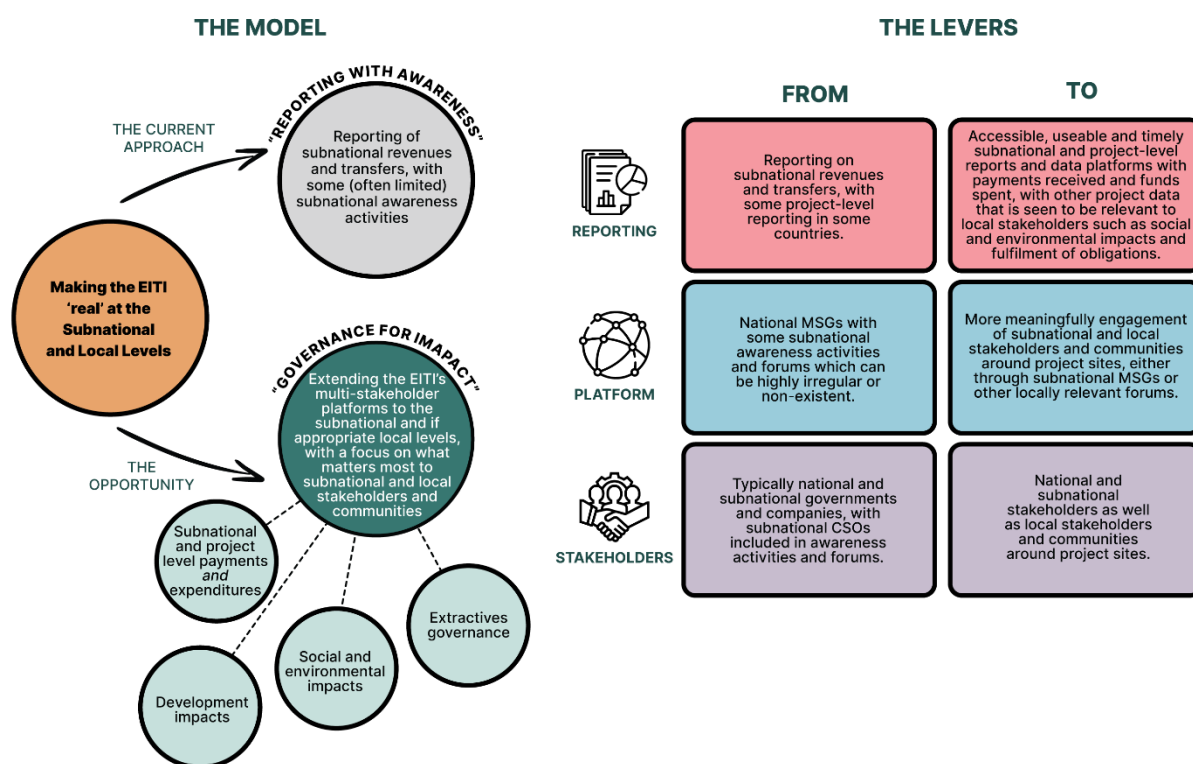 THE MODEL
THE CURRENT
APPROACH
"REPORTING WITH AWARENESS"
Reporting of
subnational revenues
and transfers, with
some (often limited)
subnational awareness
activities
Making the EITI
‘real’ at the
Subnational
and Local Levels
"GOVERNANCE FOR IMAPACT"
Extending the EITI’s
multi-stakeholder
platforms to the
subnational and if
appropriate local levels,
with a focus on what
matters most to
subnational and local
stakeholders and
communities
THE
OPPORTUNITY
Subnational
and project
level payments
and
expenditures
Development
impacts
Social and
environmental
impacts
Extractives
governance
THE LEVERS
FROM
TO
REPORTING
Reporting on
subnational revenues
and transfers, with
some project-level
reporting in some
countries.
Accessible, useable and timely
subnational and project-level
reports and data platforms with
payments received and funds
spent, with other project data
that is seen to be relevant to
local stakeholders such as social
and environmental impacts and
fulfilment of obligations.
PLATFORM
National MSGs with
some subnational
awareness activities
and forums which can
be highly irregular or
non-existent.
More meaningfully engagement
of subnational and local
stakeholders and communities
around project sites, either
through subnational MSGs or
other locally relevant forums.
STAKEHOLDERS
Typically national and
subnational governments
and companies, with
subnational CSOs
included in awareness
activities and forums.
National and
subnational
stakeholders as well
as local stakeholders
and communities
around project sites.